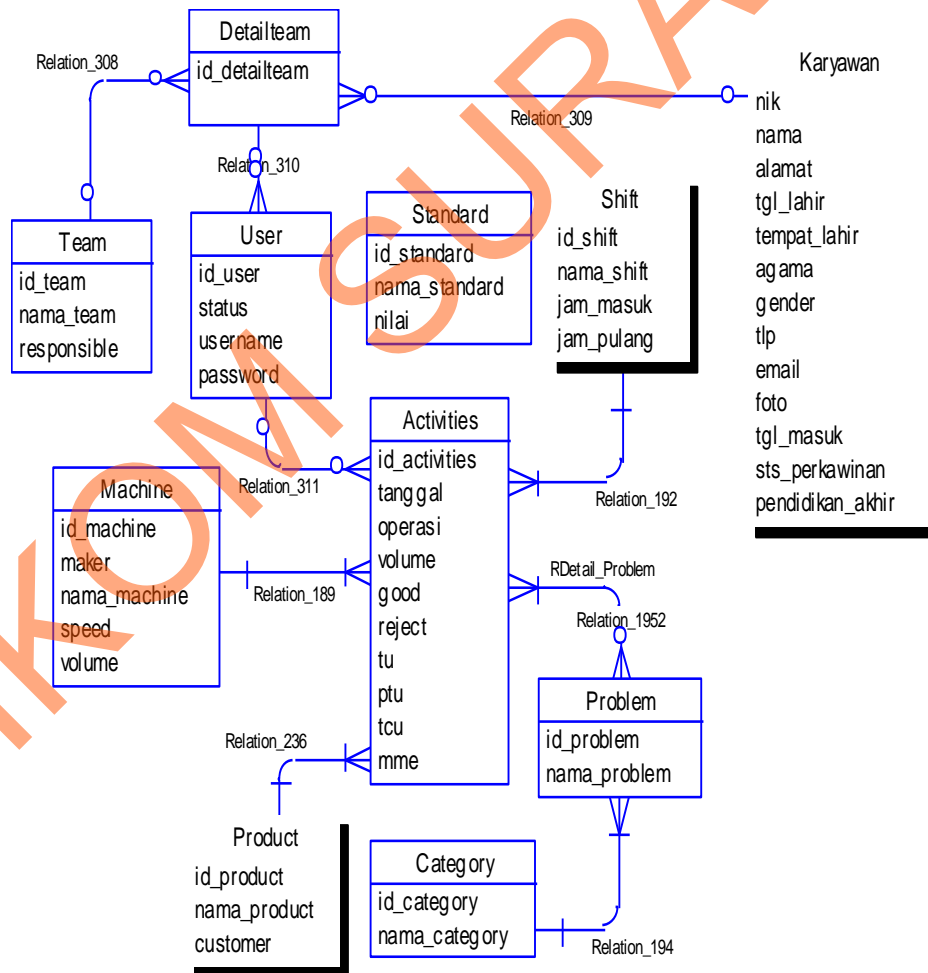 Detailteam
id_detailteam
Relation_308
Relation_309
Relation_310
Karyawan
nik
nama
alamat
tgl_lahir
tempat_lahir
agama
gender
tlp
email
foto
tgl_masuk
sts_perkawinan
pendidikan_akhir
Team
id_team
nama_team
responsible
User
id_user
status
username
password
Standard
id_standard
nama_standard
nilai
Shift
id_shift
nama_shift
jam_masuk
jam_pulang
Relation_311
Relation_192
Activities
id_activities
tanggal
operasi
volume
good
reject
tu
ptu
tcu
mme
Machine
id_machine
maker
nama_machine
speed
volume
Relation_189
RDetail_Problem
Relation_1952
Problem
id_problem
nama_problem
Relation_236
Product
id_product
nama_product
customer
Category
id_category
nama_category
Relation_194
IKOM SURA